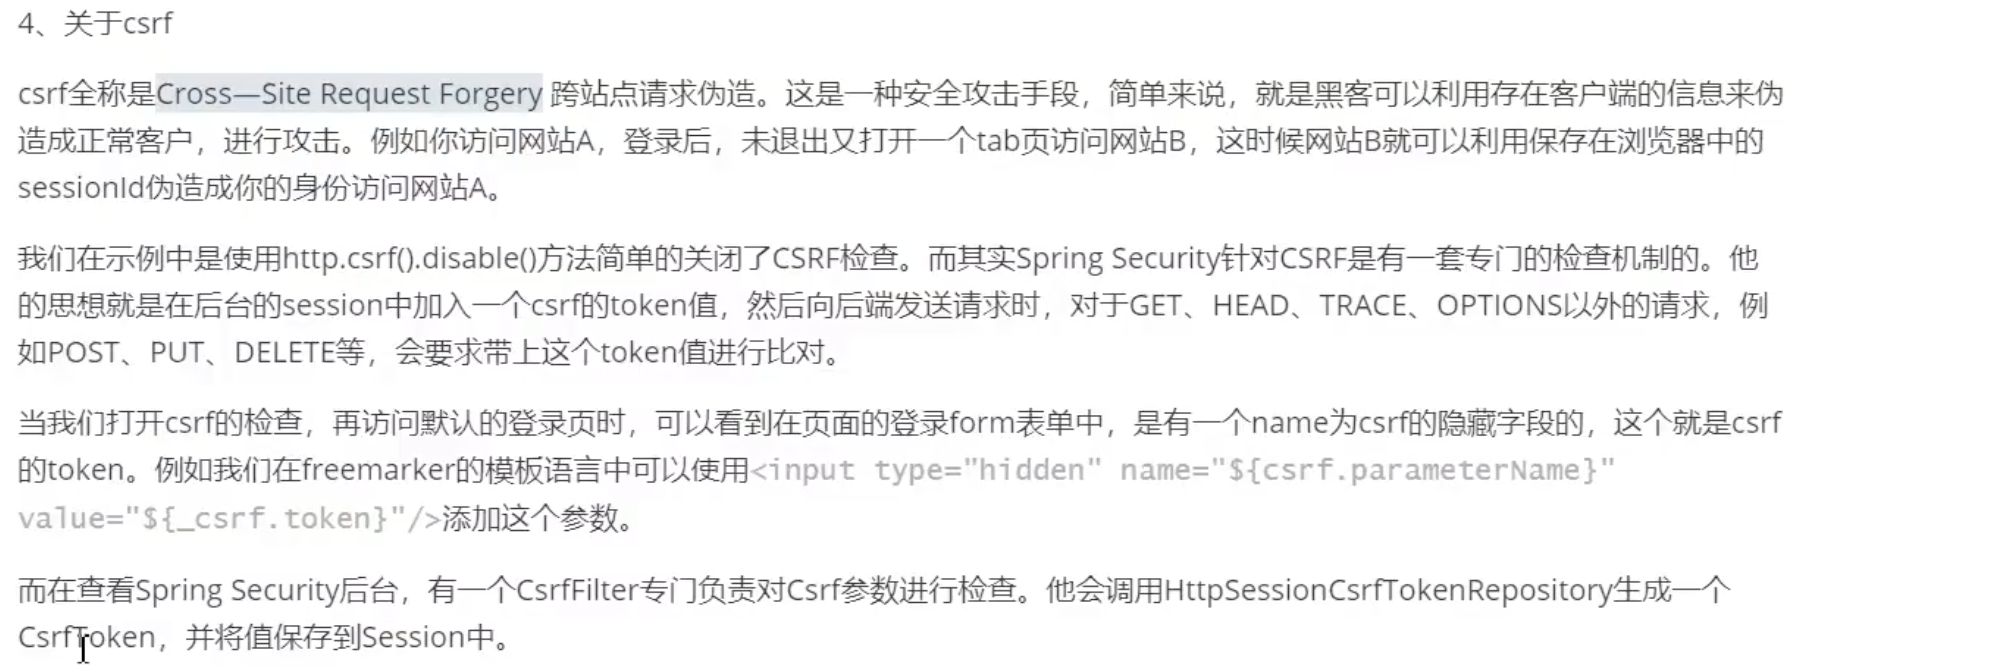 4、关于csrf
csrf全称是Cross—Site Request Forgery 跨站点请求伪造。这是一种安全攻击手段，简单来说，就是黑客可以利用存在客户端的信息来伪
造成正常客户，进行攻击。例如你访问网站A，登录后，未退出又打开一个tab页访问网站B，这时候网站B就可以利用保存在浏览器中的
sessionId伪造成你的身份访问网站A。
我们在示例中是使用http.csrf().disable()方法简单的关闭了CSRF检查。而其实Spring Security针对CSRF是有一套专门的检查机制的。他
的思想就是在后台的session中加入一个csrf的token值，然后向后端发送请求时，对于GET、HEAD、TRACE、OPTIONS以外的请求，例
如POST、PUT、DELETE等，会要求带上这个token值进行比对。
当我们打开csrf的检查，再访问默认的登录页时，可以看到在页面的登录form表单中，是有一个name为csrf的隐藏字段的，这个就是csrf
的token。例如我们在freemarker的模板语言中可以使用<input type="hidden" name="${csrf.parameterName}"
value="${_csrf.token}"/>添加这个参数。
而在查看Spring Security后台，有一个CsrfFilter专门负责对Csrf参数进行检查。他会调用HttpSessionCsrfTokenRepository生成一个
CsrfToken，并将值保存到Session中。